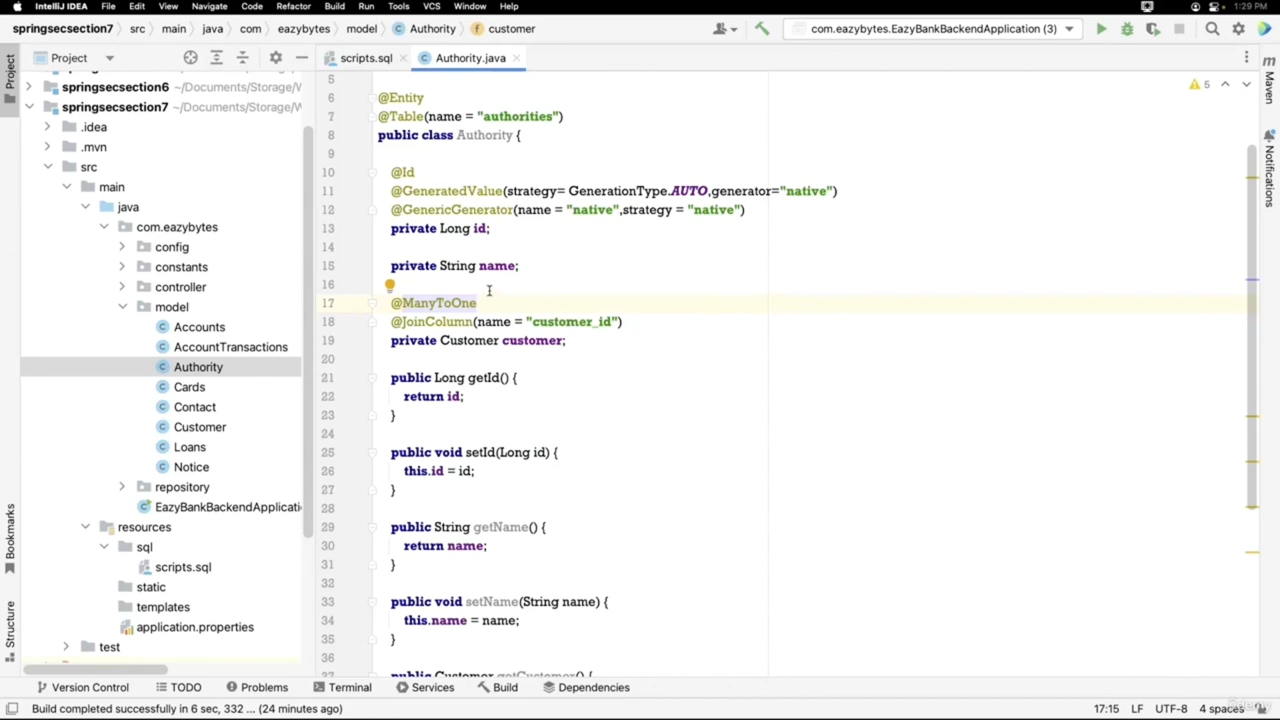 IntelliJ IDEA File Edit View Navigate Code Refactor Build Run Tools VCS Window Help 1:29 PM
springsecsection7 src main java com eazybytes model Authority customer com.eazybytes.EazyBankBackendApplication (3)
Project
scripts.sql Authority.java
Project
springsecsection6 ~/Documents/Storage/W
springsecsection7 ~/Documents/Storage/W
.idea
.mvn
src
main
java
com.eazybytes
config
constants
controller
model
Accounts
AccountTransactions
Authority
Cards
Contact
Customer
Loans
Notice
repository
EazyBankBackendApplicati
resources
sql
scripts.sql
static
templates
application.properties
test
Bookmarks
Structure
5
6 @Entity
7 @Table(name = "authorities")
8 public class Authority {
9
10 @Id
11 @GeneratedValue(strategy= GenerationType.AUTO,generator="native")
12 @GenericGenerator(name = "native",strategy = "native")
13 private Long id;
14
15 private String name;
16
17 @ManyToOne
18 @JoinColumn(name = "customer_id")
19 private Customer customer;
20
21 public Long getId() {
22 return id;
23 }
24
25 public void setId(Long id) {
26 this.id = id;
27 }
28
29 public String getName() {
30 return name;
31 }
32
33 public void setName(String name) {
34 this.name = name;
35 }
36
37 public Customer getCustomer() {
5
Maven
Notifications
Version Control TODO Problems Terminal Services Build Dependencies
Build completed successfully in 6 sec, 332 ... (24 minutes ago) 17:15 LF UTF-8 4 spaces
Udemy